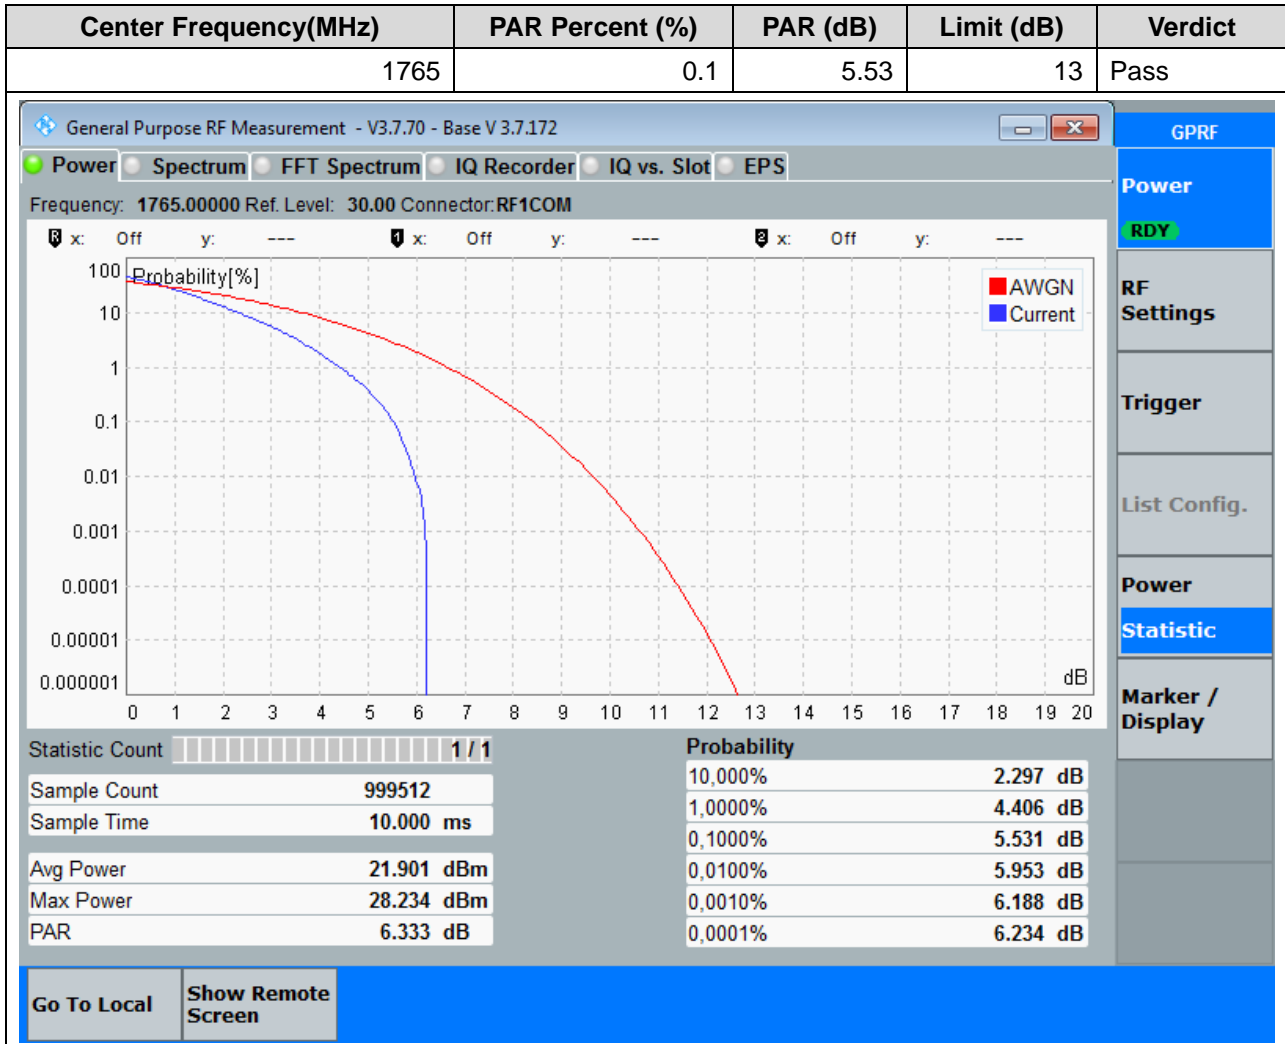 Center Frequency(MHz) PAR Percent (%) PAR (dB) Limit (dB) Verdict
1765 0.1 5.53 13 Pass
General Purpose RF Measurement - V3.7.70 - Base V 3.7.172
GPRF
Power Spectrum FFT Spectrum IQ Recorder IQ vs. Slot EPS
Power
RDY
Frequency: 1765.00000 Ref. Level: 30.00 Connector:RF1COM
R x: Off y: --- 1 x: Off y: --- 2 x: Off y: ---
Probability[%]
AWGN
Current
100
10
1
0.1
0.01
0.001
0.0001
0.00001
0.000001
dB
0 1 2 3 4 5 6 7 8 9 10 11 12 13 14 15 16 17 18 19 20
RF
Settings
Trigger
List Config.
Power
Statistic
Marker /
Display
Statistic Count 1 / 1
Sample Count 999512
Sample Time 10.000 ms
Avg Power 21.901 dBm
Max Power 28.234 dBm
PAR 6.333 dB
Probability
10,000% 2.297 dB
1,0000% 4.406 dB
0,1000% 5.531 dB
0,0100% 5.953 dB
0,0010% 6.188 dB
0,0001% 6.234 dB
Go To Local
Show Remote
Screen